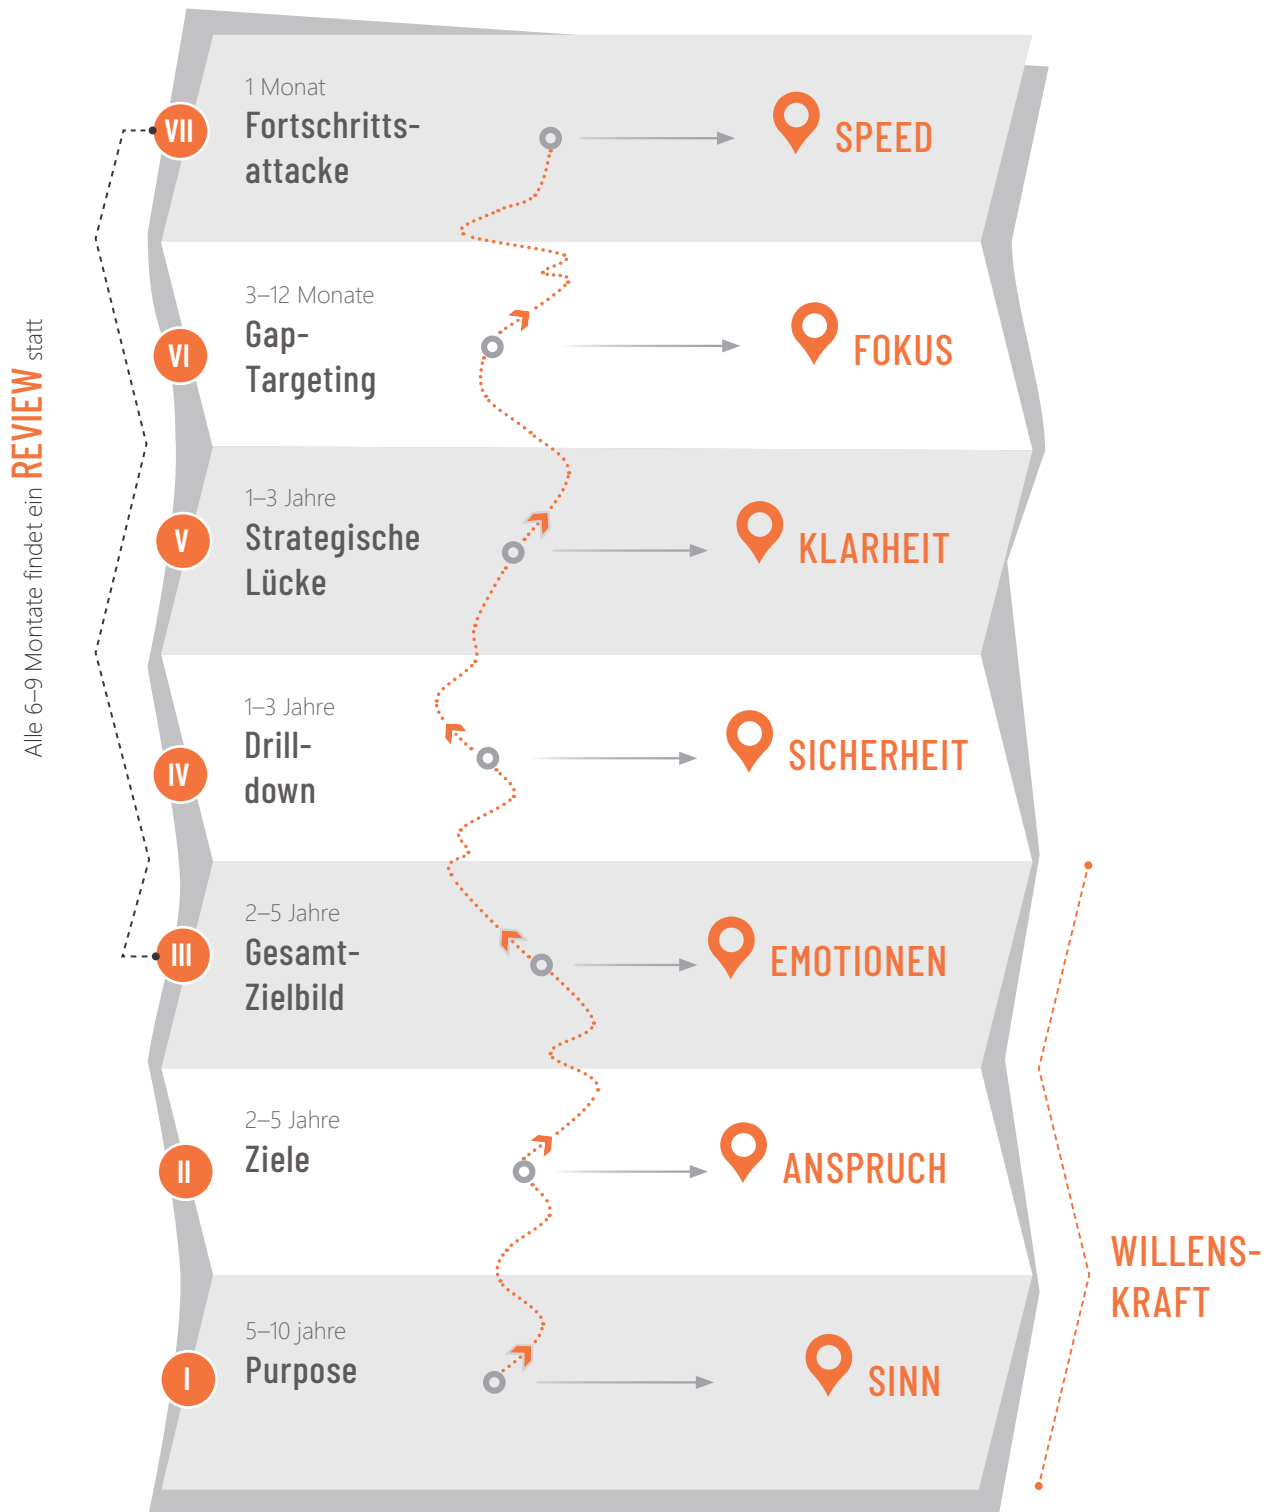 1 Monat
VII
Fortschritts-
attacke
SPEED
3–12 Monate
VI
Gap-
Targeting
FOKUS
Alle 6–9 Montate findet ein REVIEW statt
1–3 Jahre
V
Strategische
Lücke
KLARHEIT
1–3 Jahre
IV
Drill-
down
SICHERHEIT
2–5 Jahre
III
Gesamt-
Zielbild
EMOTIONEN
2–5 Jahre
II
Ziele
ANSPRUCH
WILLENS-
KRAFT
5–10 jahre
I
Purpose
SINN